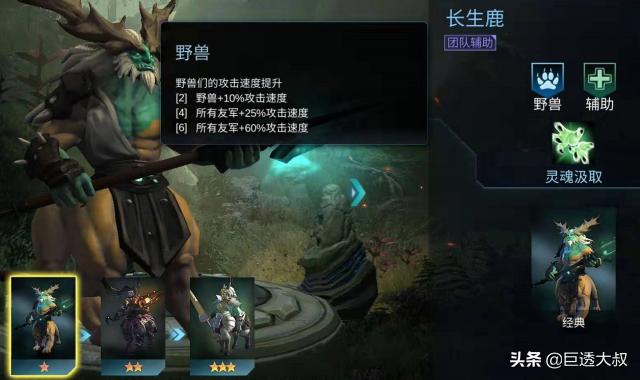 长生鹿
团队辅助
野兽
野兽们的攻击速度提升
[2] 野兽+10%攻击速度
[4] 所有友军+25%攻击速度
[6] 所有友军+60%攻击速度
野兽
辅助
灵魂汲取
经典
头条@巨透大叔